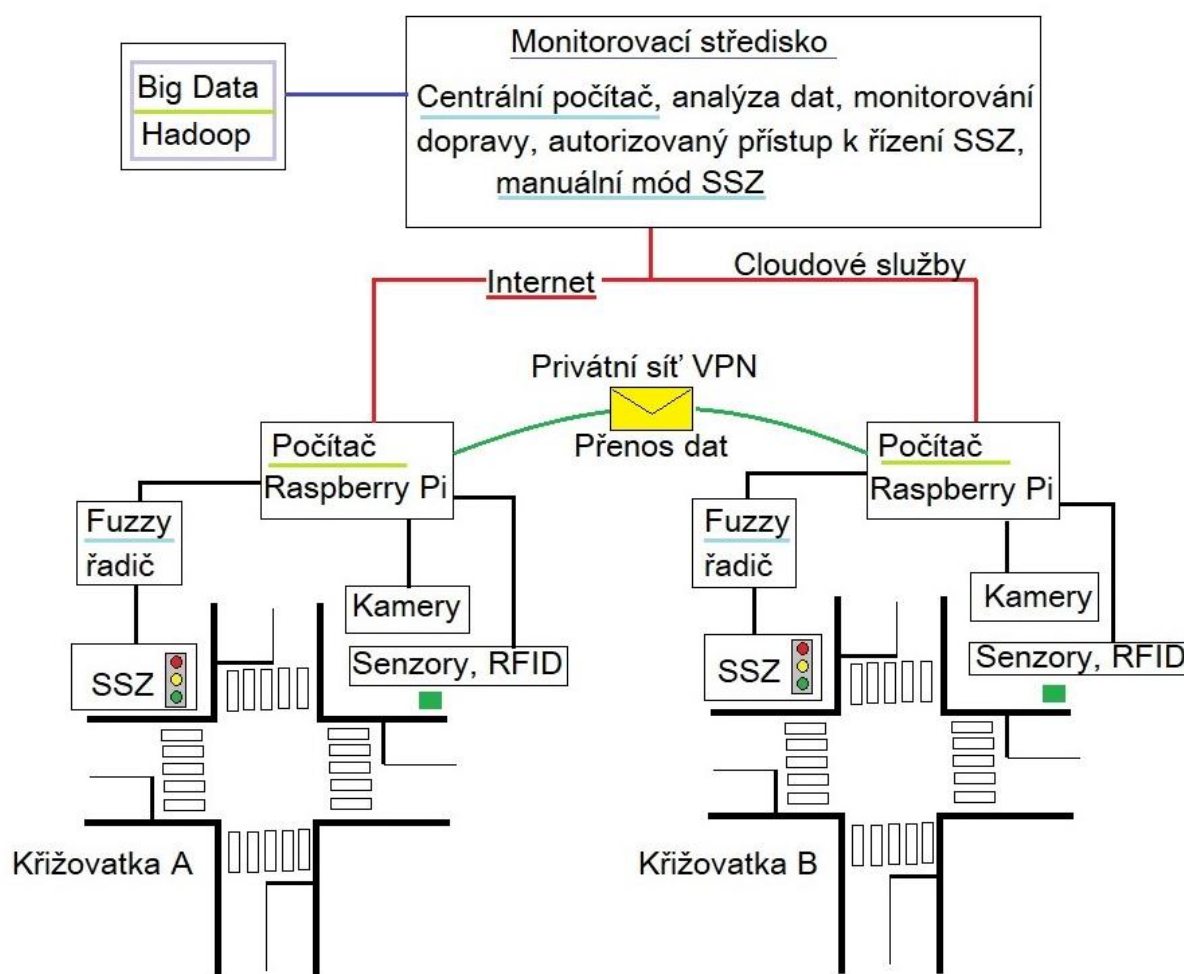 Big Data
Hadoop
Monitorovací středisko
Centrální počítač, analýza dat, monitorování
dopravy, autorizovaný přístup k řízení SSZ,
manuální mód SSZ
Internet
Cloudové služby
Privátní síť VPN
Přenos dat
Počítač
Raspberry Pi
Fuzzy
řadič
Kamery
SSZ
Senzory, RFID
Křižovatka A
Počítač
Raspberry Pi
Fuzzy
řadič
Kamery
SSZ
Senzory, RFID
Křižovatka B